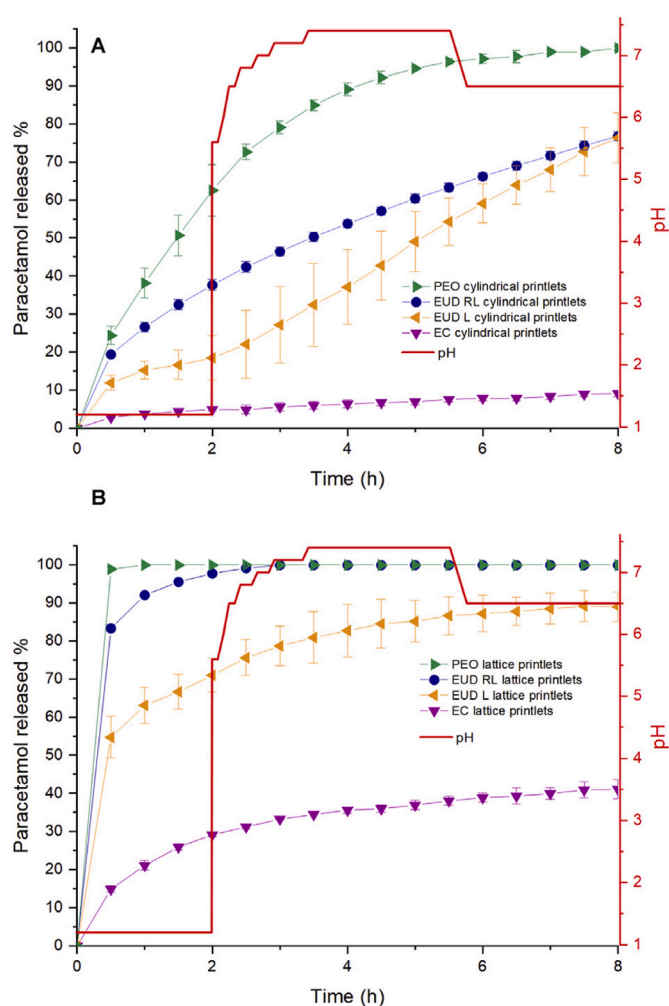 A
Paracetamol released %
100
90
80
70
60
50
40
30
20
10
0
0
2
4
6
8
Time (h)
7
6
5
4
3
2
1
pH
PEO cylindrical printlets
EUD RL cylindrical printlets
EUD L cylindrical printlets
EC cylindrical printlets
pH
B
Paracetamol released %
100
90
80
70
60
50
40
30
20
10
0
0
2
4
6
8
Time (h)
7
6
5
4
3
2
1
pH
PEO lattice printlets
EUD RL lattice printlets
EUD L lattice printlets
EC lattice printlets
pH